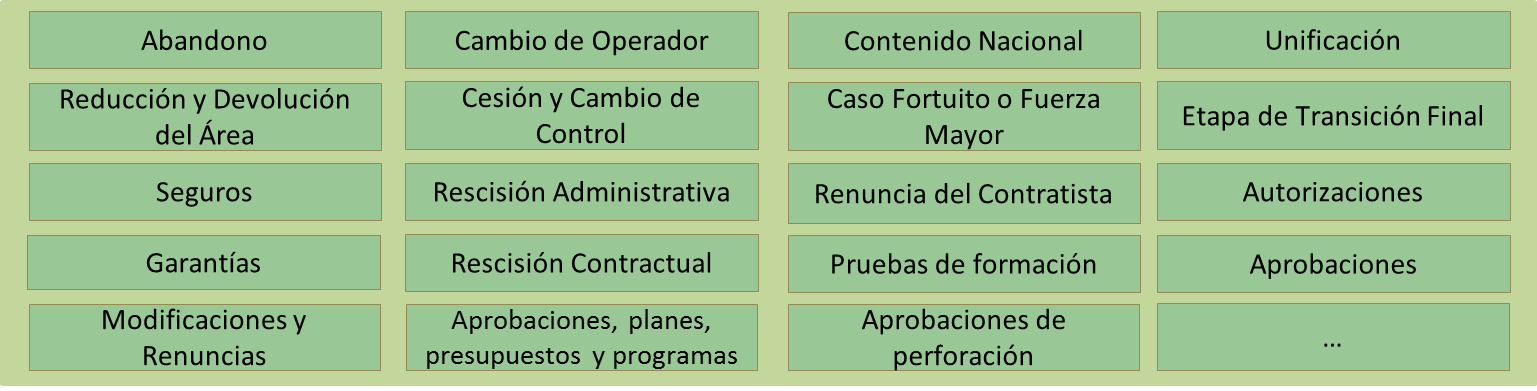 Abandono
Cambio de Operador
Contenido Nacional
Unificación
Reducción y Devolución
del Área
Cesión y Cambio de
Control
Caso Fortuito o Fuerza
Mayor
Etapa de Transición Final
Seguros
Rescisión Administrativa
Renuncia del Contratista
Autorizaciones
Garantías
Rescisión Contractual
Pruebas de formación
Aprobaciones
Modificaciones y
Renuncias
Aprobaciones, planes,
presupuestos y programas
Aprobaciones de
perforación
...